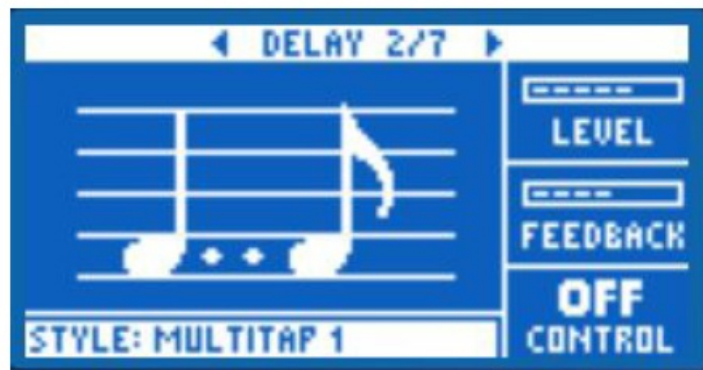 DELAY 2/7
LEVEL
FEEDBACK
OFF
CONTROL
STYLE: MULTITAP 1